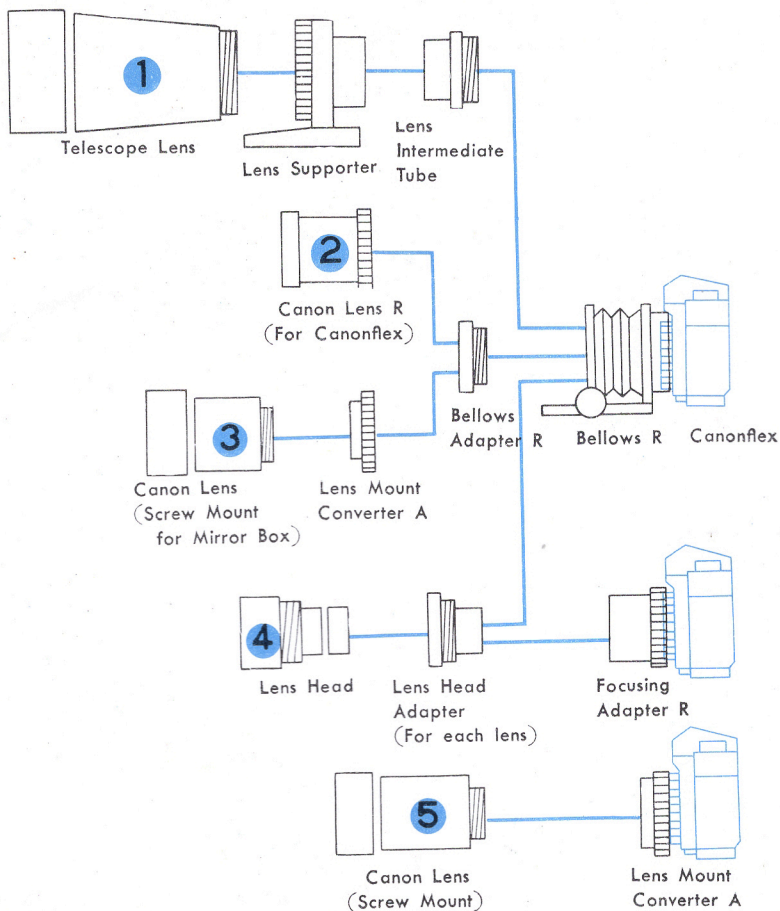 1
Telescope Lens
Lens Supporter
Lens
Intermediate
Tube
2
Canon Lens R
(For Canonflex)
3
Canon Lens
(Screw Mount
for Mirror Box)
Lens Mount
Converter A
Bellows
Adapter R
Bellows R
Canonflex
4
Lens Head
Lens Head
Adapter
(For each lens)
Focusing
Adapter R
5
Canon Lens
(Screw Mount)
Lens Mount
Converter A